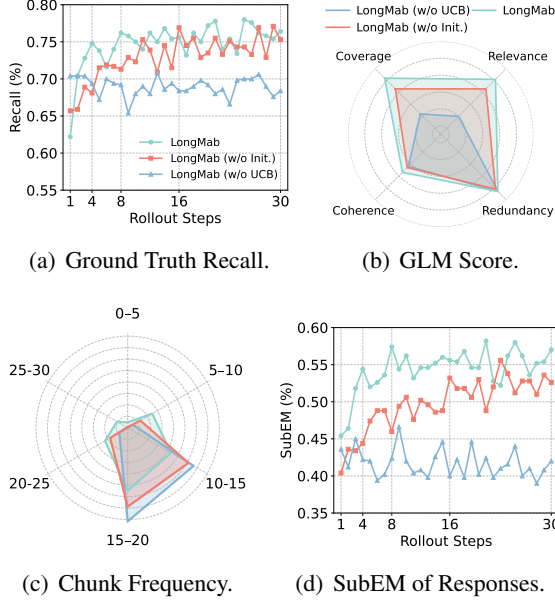 0.80
0.75
0.70
0.65
0.60
0.55
Recall (%)
LongMab
LongMab (w/o Init.)
LongMab (w/o UCB)
1 4 8 16 30
Rollout Steps
(a) Ground Truth Recall.
LongMab (w/o UCB) LongMab
LongMab (w/o Init.)
Coverage Relevance
Coherence Redundancy
(b) GLM Score.
0–5
25-30 5–10
20-25 10-15
15–20
(c) Chunk Frequency.
0.60
0.55
0.50
0.45
0.40
0.35
SubEM (%)
1 4 8 16 30
Rollout Steps
(d) SubEM of Responses.